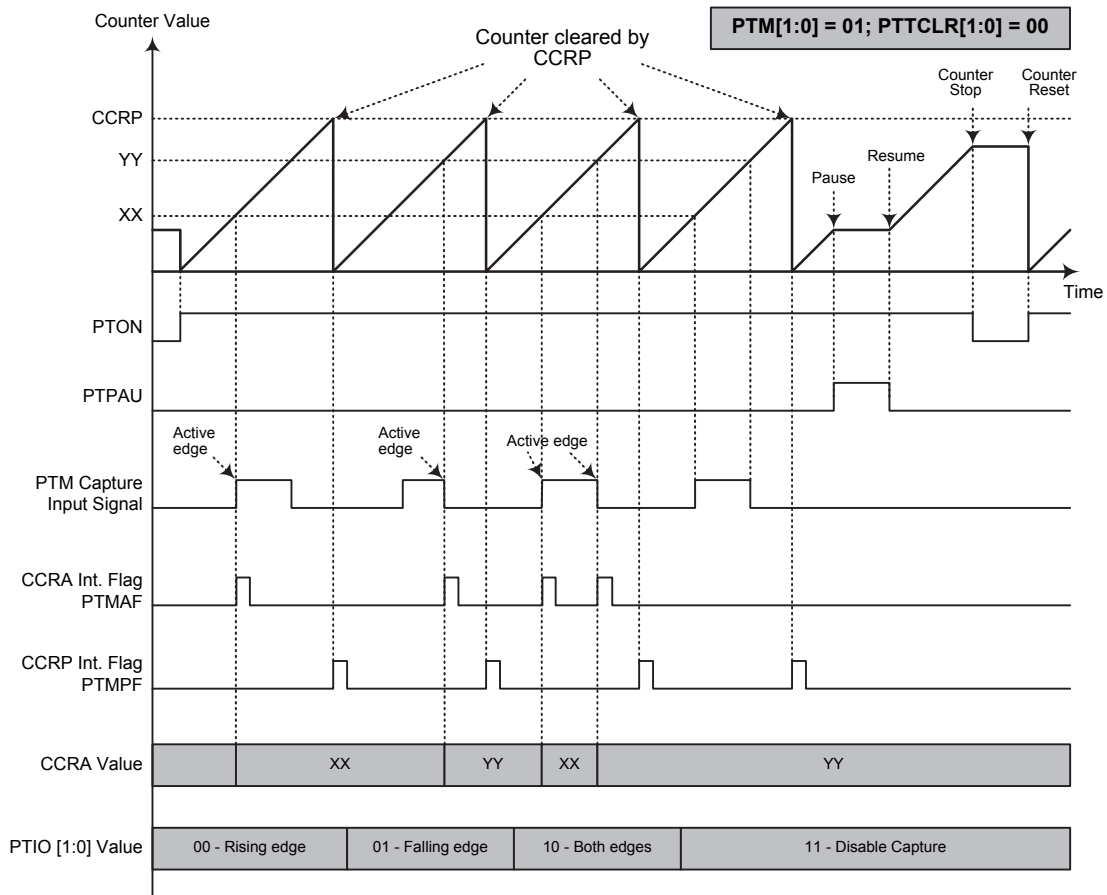 Counter Value
PTM[1:0] = 01; PTTCLR[1:0] = 00
Counter cleared by
CCRP
Counter
Stop
Counter
Reset
CCRP
YY
XX
Pause
Resume
Time
PTON
PTPAU
Active
edge
Active
edge
Active edge
PTM Capture
Input Signal
CCRA Int. Flag
PTMAF
CCRP Int. Flag
PTMPF
CCRA Value
XX
YY
XX
YY
PTIO [1:0] Value
00 - Rising edge
01 - Falling edge
10 - Both edges
11 - Disable Capture